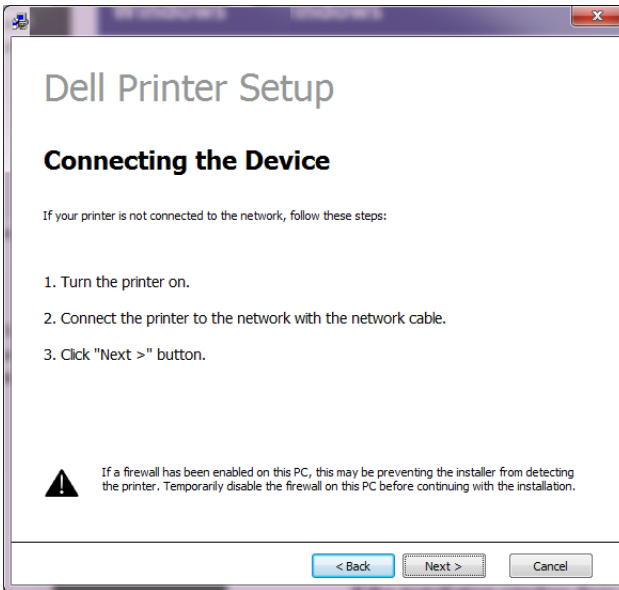 Dell Printer Setup
Connecting the Device
If your printer is not connected to the network, follow these steps:
1. Turn the printer on.
2. Connect the printer to the network with the network cable.
3. Click "Next >" button.
If a firewall has been enabled on this PC, this may be preventing the installer from detecting
the printer. Temporarily disable the firewall on this PC before continuing with the installation.
< Back Next > Cancel